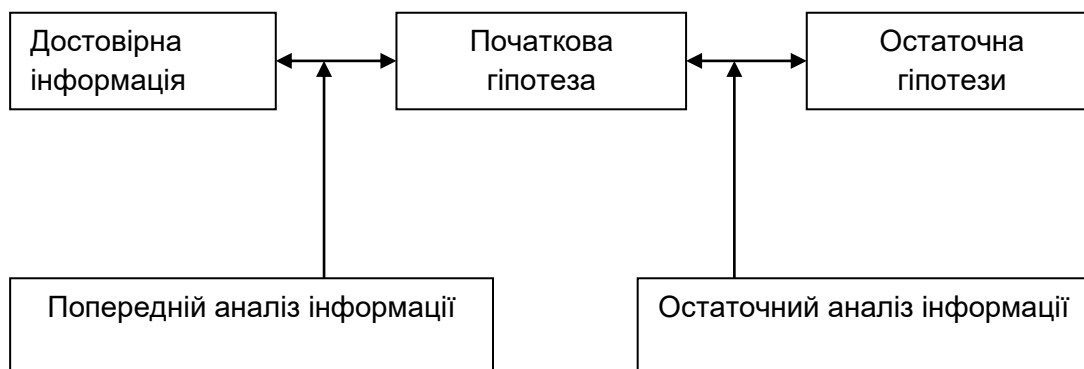 Достовірна
інформація
Початкова
гіпотеза
Остаточна
гіпотези
Попередній аналіз інформації
Остаточний аналіз інформації